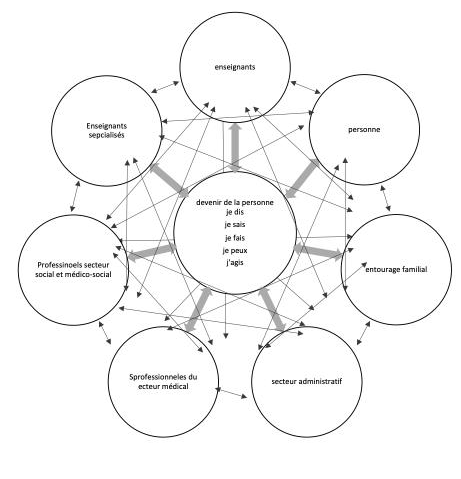 enseignants
Enseignants
sepcialisés
personne
devenir de la personne
je dis
je sais
je fais
je peux
j'agis
Professinoels secteur
social et médico-social
entourage familial
Sprofessionneles du
ecteur médical
secteur administratif